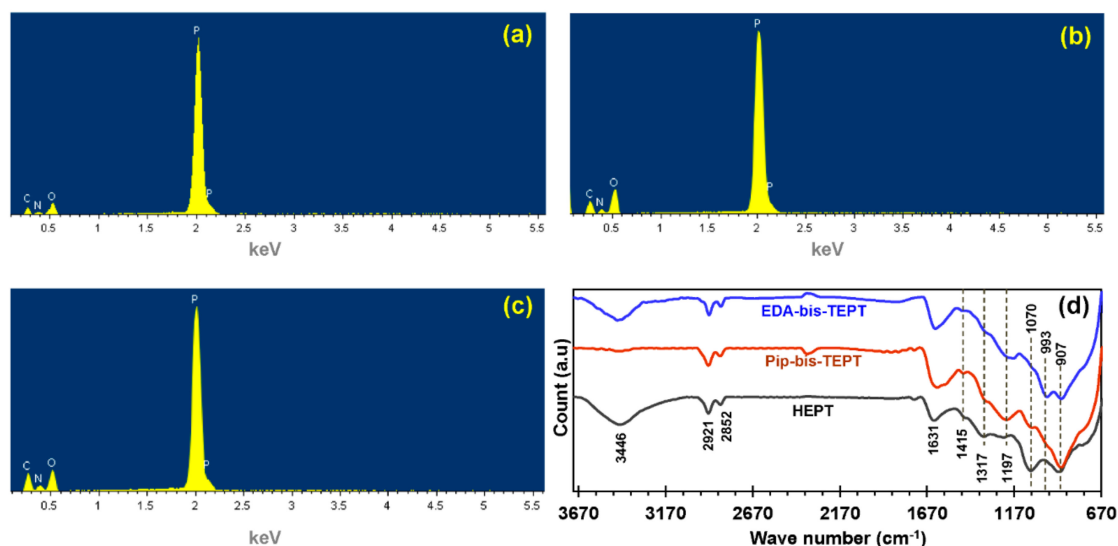 (a)
P
P
C
N
O
0.5 1 1.5 2 2.5 3 3.5 4 4.5 5 5.5
keV
(b)
P
P
C
N
O
0.5 1 1.5 2 2.5 3 3.5 4 4.5 5 5.5
keV
(c)
P
P
C
N
O
0.5 1 1.5 2 2.5 3 3.5 4 4.5 5 5.5
keV
(d)
Count (a.u)
EDA-bis-TEPT
Pip-bis-TEPT
HEPT
3446
2921
2852
1631
1415
1317
1197
1070
993
907
3670 3170 2670 2170 1670 1170 670
Wave number (cm⁻¹)